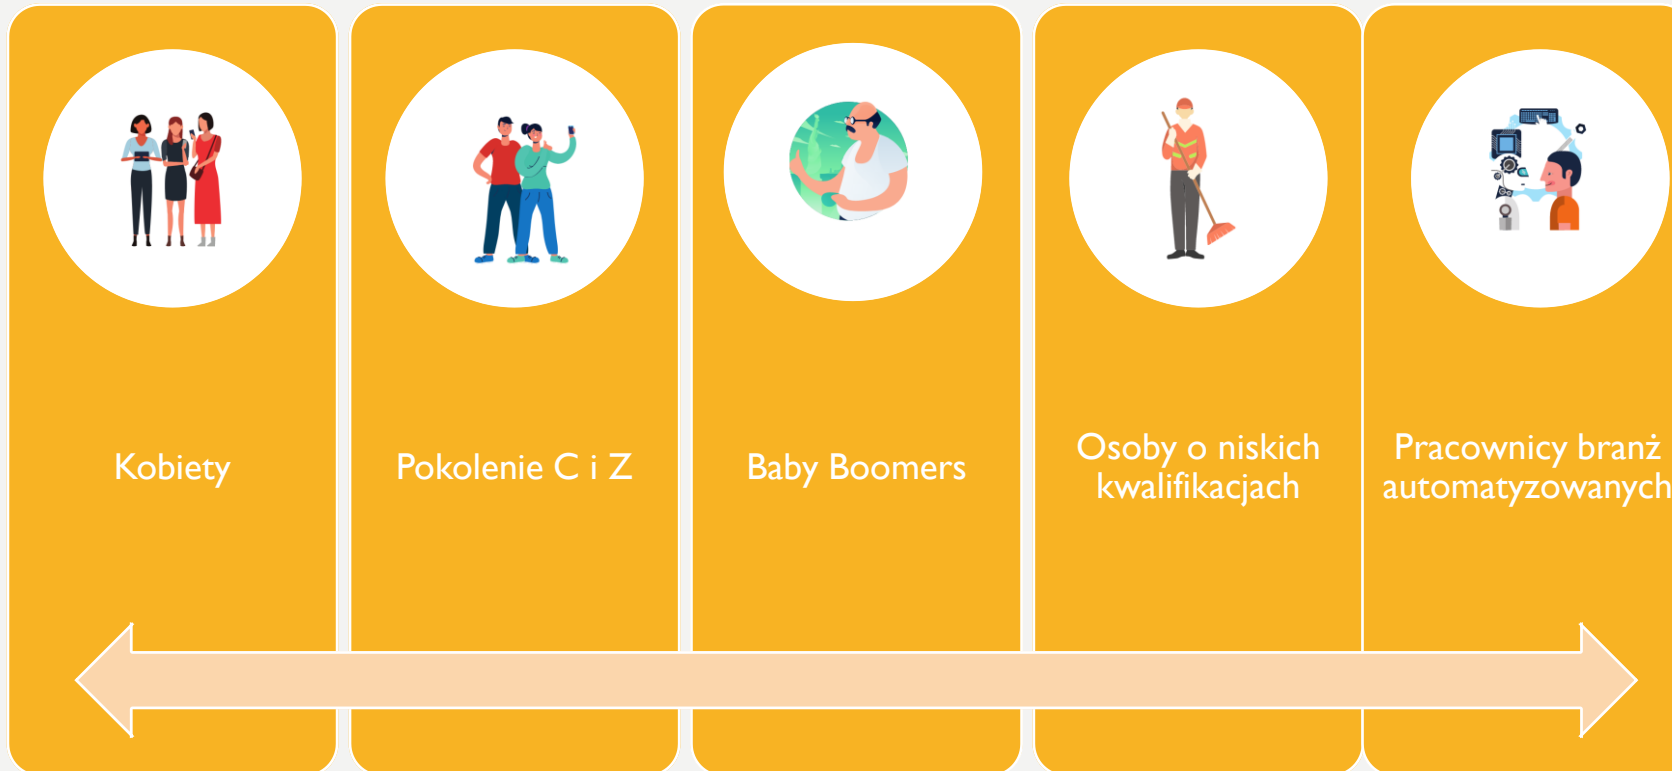 Kobiety
Pokolenie C i Z
Baby Boomers
Osoby o niskich
kwalifikacjach
Pracownicy branż
automatyzowanych